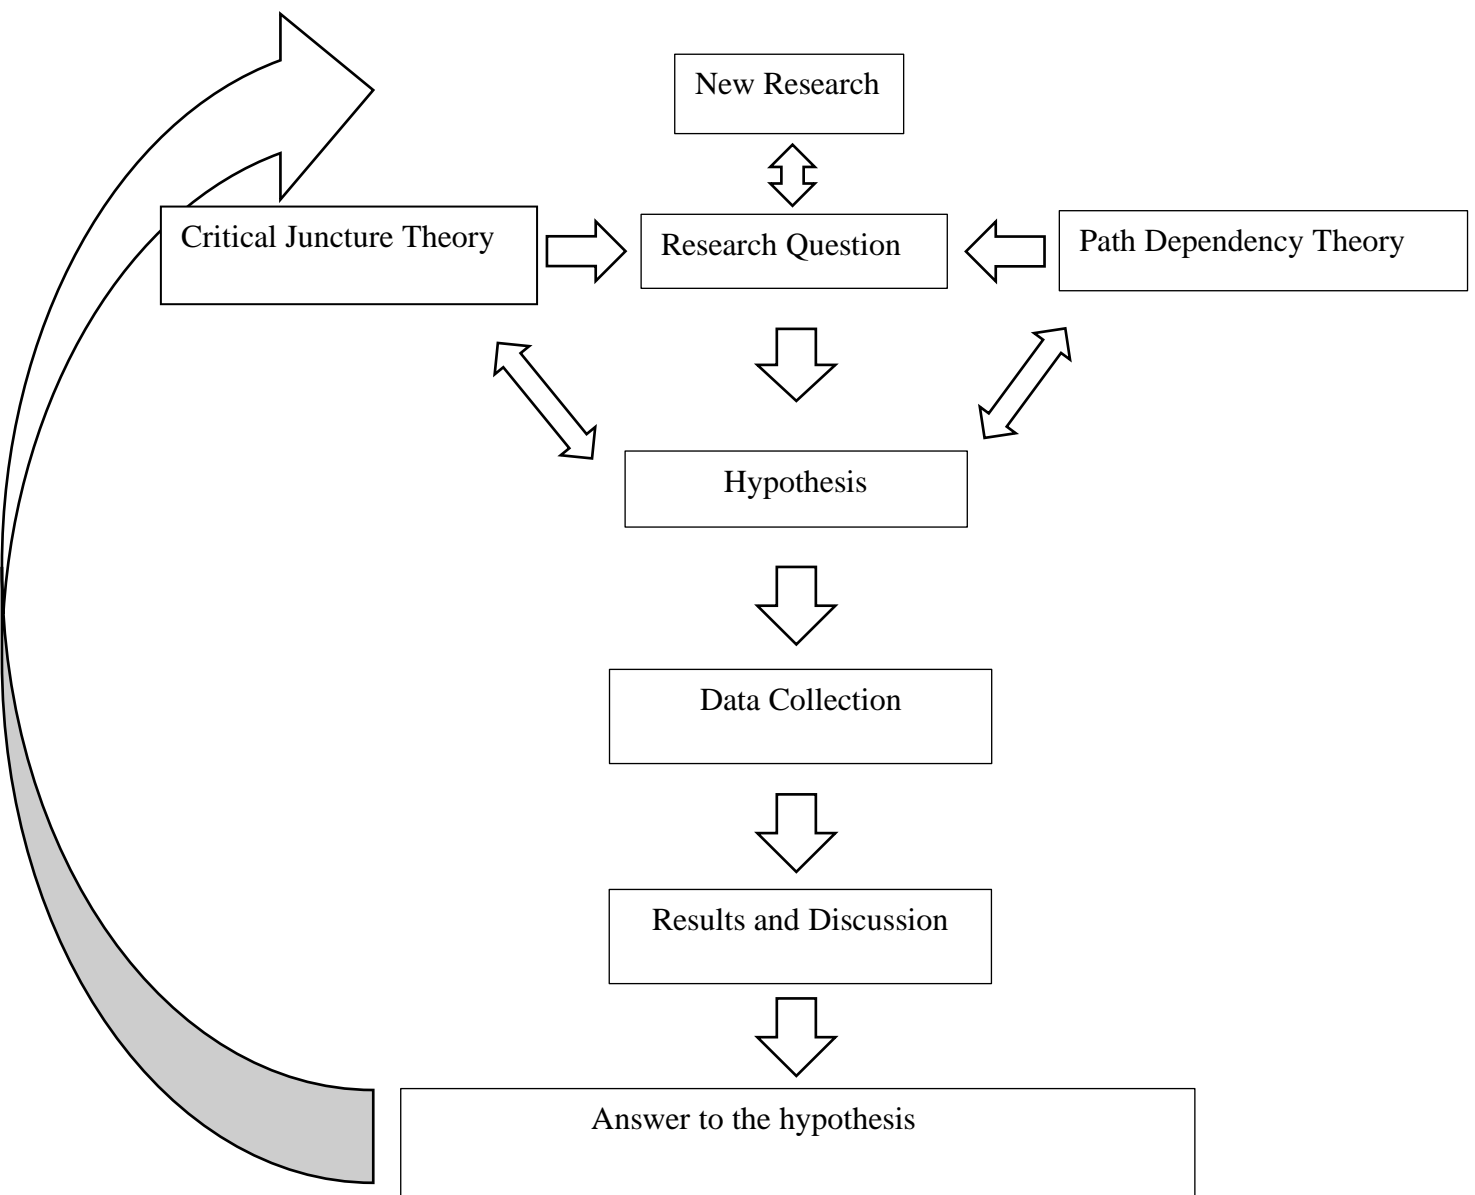 New Research
Critical Juncture Theory
Research Question
Path Dependency Theory
Hypothesis
Data Collection
Results and Discussion
Answer to the hypothesis